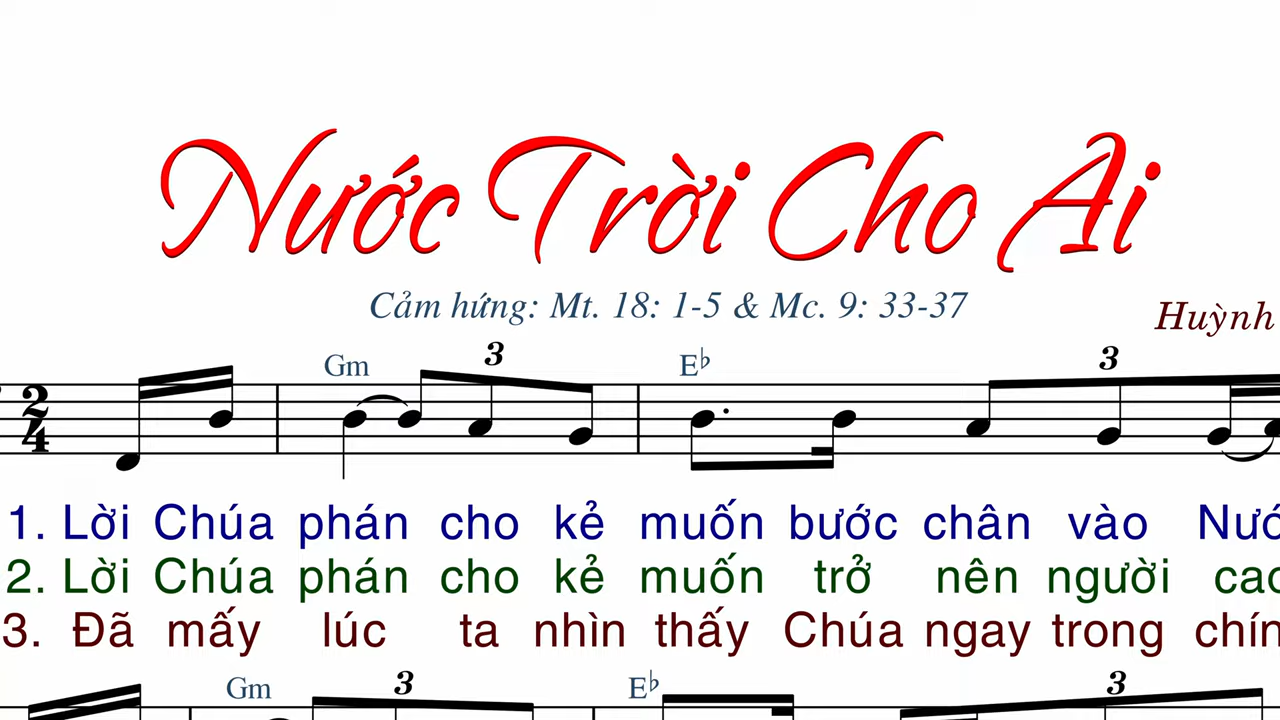 Nước Trời Cho Ai
Cảm hứng: Mt. 18: 1-5 & Mc. 9: 33-37
Huỳnh
Gm 3 E♭ 3
2
4
1. Lời Chúa phán cho kẻ muốn bước chân vào
2. Lời Chúa phán cho kẻ muốn trở nên người
3. Đã mấy lúc ta nhìn thấy Chúa ngay trong
Gm 3 E♭ 3